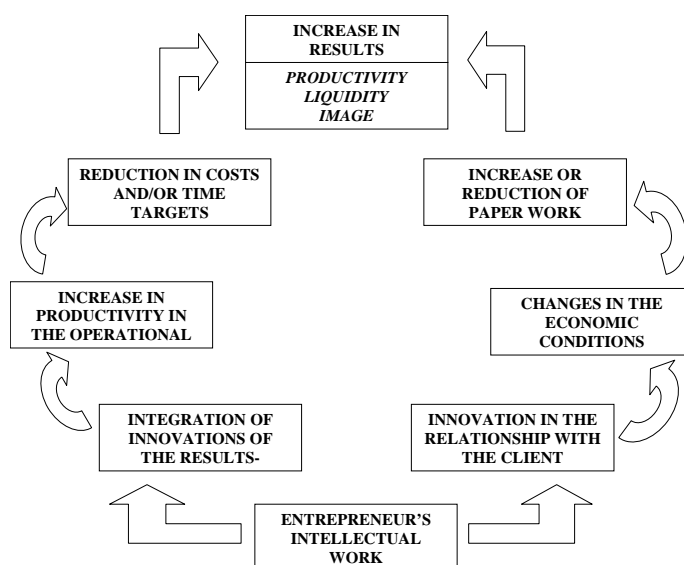 INCREASE IN
RESULTS
PRODUCTIVITY
LIQUIDITY
IMAGE
REDUCTION IN COSTS
AND/OR TIME
TARGETS
INCREASE OR
REDUCTION OF
PAPER WORK
INCREASE IN
PRODUCTIVITY IN
THE OPERATIONAL
CHANGES IN THE
ECONOMIC
CONDITIONS
INTEGRATION OF
INNOVATIONS OF
THE RESULTS-
INNOVATION IN THE
RELATIONSHIP WITH
THE CLIENT
ENTREPRENEUR'S
INTELLECTUAL
WORK